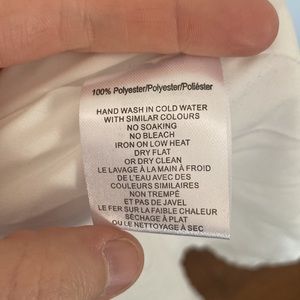 100% Polyester/Polyester/Poliéster
HAND WASH IN COLD WATER
WITH SIMILAR COLOURS
NO SOAKING
NO BLEACH
IRON ON LOW HEAT
DRY FLAT
OR DRY CLEAN
LE LAVAGE À LA MAIN À FROID
DE L'EAU AVEC DES
COULEURS SIMILAIRES
NON TREMPÉ
ET PAS DE JAVEL
LE FER SUR LA FAIBLE CHALEUR
SÉCHAGE À PLAT
OU LE NETTOYAGE À SEC